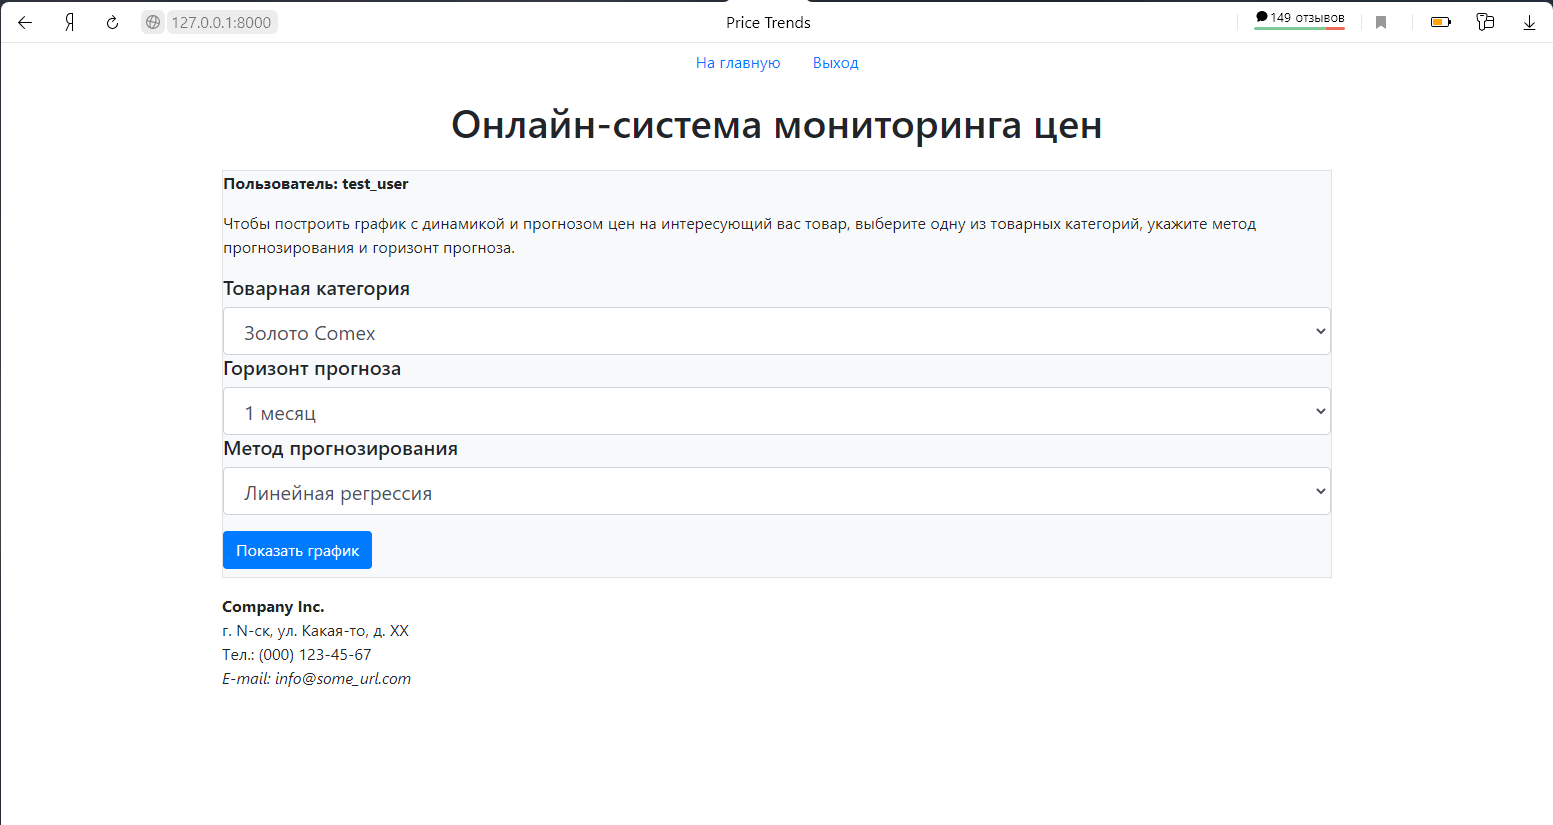 Я 127.0.0.1:8000 Price Trends 149 отзывов
На главную Выход
Онлайн-система мониторинга цен
Пользователь: test_user
Чтобы построить график с динамикой и прогнозом цен на интересующий вас товар, выберите одну из товарных категорий, укажите метод
прогнозирования и горизонт прогноза.
Товарная категория
Золото Comex
Горизонт прогноза
1 месяц
Метод прогнозирования
Линейная регрессия
Показать график
Company Inc.
г. N-ск, ул. Какая-то, д. XX
Тел.: (000) 123-45-67
E-mail: info@some_url.com